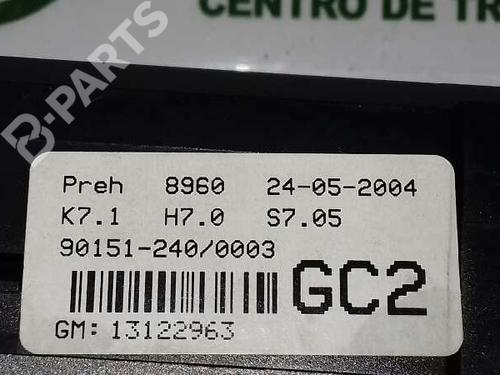 CENTRO DE TR
B-PARTS
Preh 8960 24-05-2004
K7.1 H7.0 S7.05
90151-240/0003
GC2
GM: 13122963